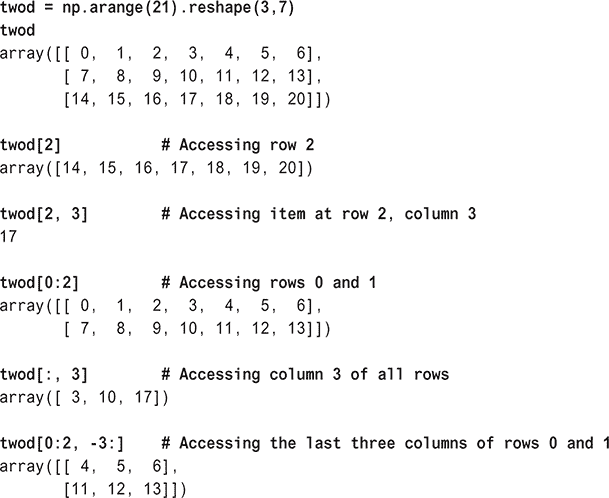 twod = np.arange(21).reshape(3,7)
twod
array([[ 0,  1,  2,  3,  4,  5,  6],
       [ 7,  8,  9, 10, 11, 12, 13],
       [14, 15, 16, 17, 18, 19, 20]])
twod[2]          # Accessing row 2
array([14, 15, 16, 17, 18, 19, 20])
twod[2, 3]       # Accessing item at row 2, column 3
17
twod[0:2]        # Accessing rows 0 and 1
array([[ 0,  1,  2,  3,  4,  5,  6],
       [ 7,  8,  9, 10, 11, 12, 13]])
twod[:, 3]       # Accessing column 3 of all rows
array([ 3, 10, 17])
twod[0:2, -3:]   # Accessing the last three columns of rows 0 and 1
array([[ 4,  5,  6],
       [11, 12, 13]])